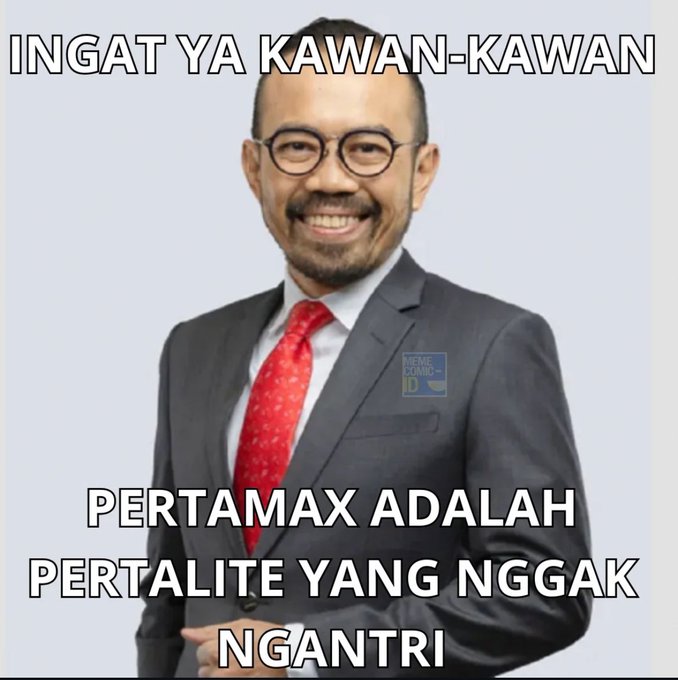 INGAT YA KAWAN-KAWAN
MEME
COMIC-
ID
PERTAMAX ADALAH
PERTALITE YANG NGGAK
NGANTRI